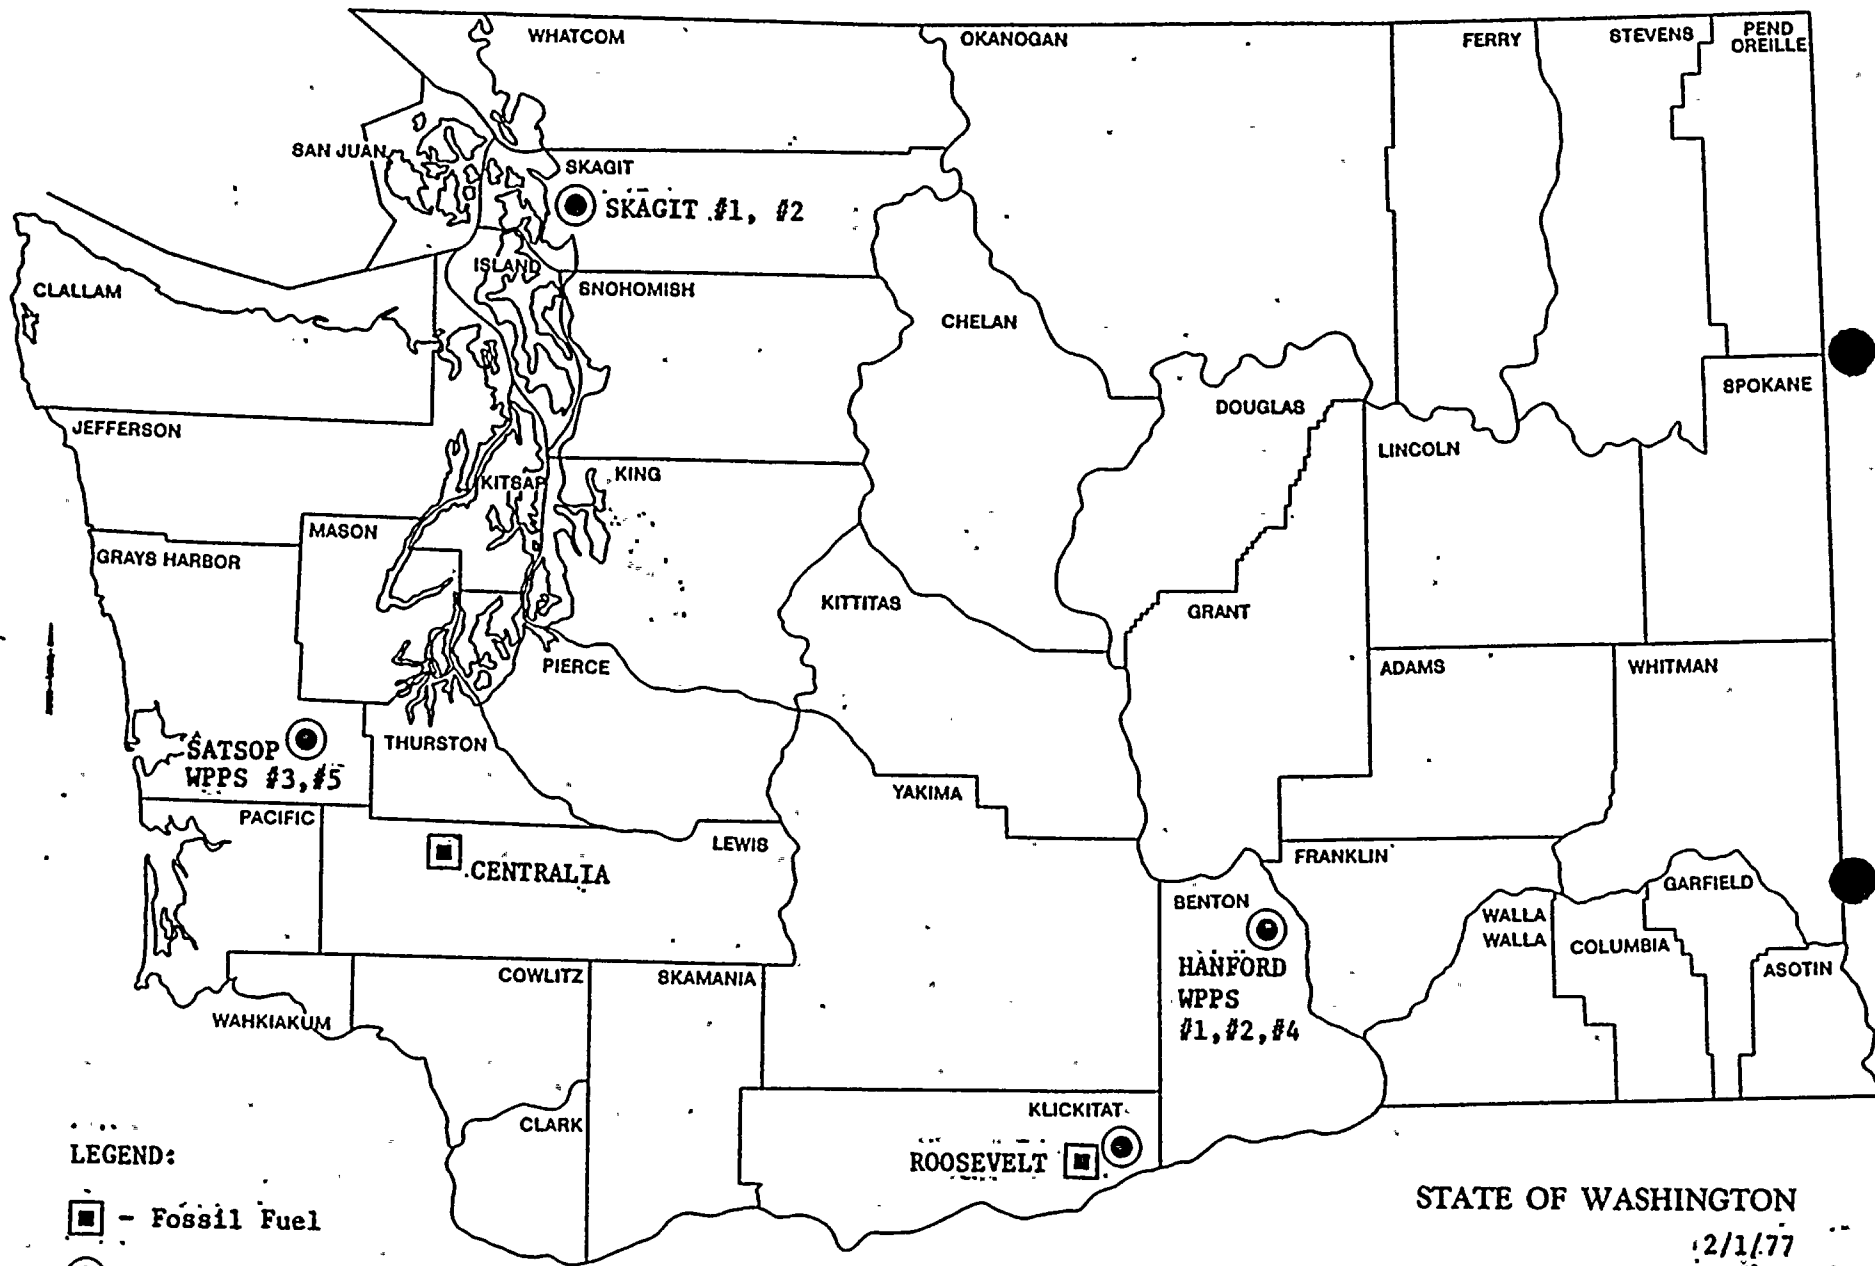 WHATCOM
OKANOGAN
FERRY
STEVENS
PEND
OREILLE
SAN JUAN
SKAGIT
SKAGIT #1, #2
ISLAND
CLALLAM
SNOHOMISH
CHELAN
SPOKANE
DOUGLAS
JEFFERSON
LINCOLN
KITSAP
KING
MASON
GRAYS HARBOR
KITTITAS
GRANT
PIERCE
ADAMS
WHITMAN
THURSTON
SATSOP
WPPS #3,#5
YAKIMA
PACIFIC
LEWIS
CENTRALIA
FRANKLIN
GARFIELD
BENTON
WALLA
WALLA
COLUMBIA
ASOTIN
HANFORD
WPPS
#1,#2,#4
COWLITZ
SKAMANIA
WAHKIAKUM
KLICKITAT
CLARK
ROOSEVELT
LEGEND:
- Fossil Fuel
STATE OF WASHINGTON
2/1/77